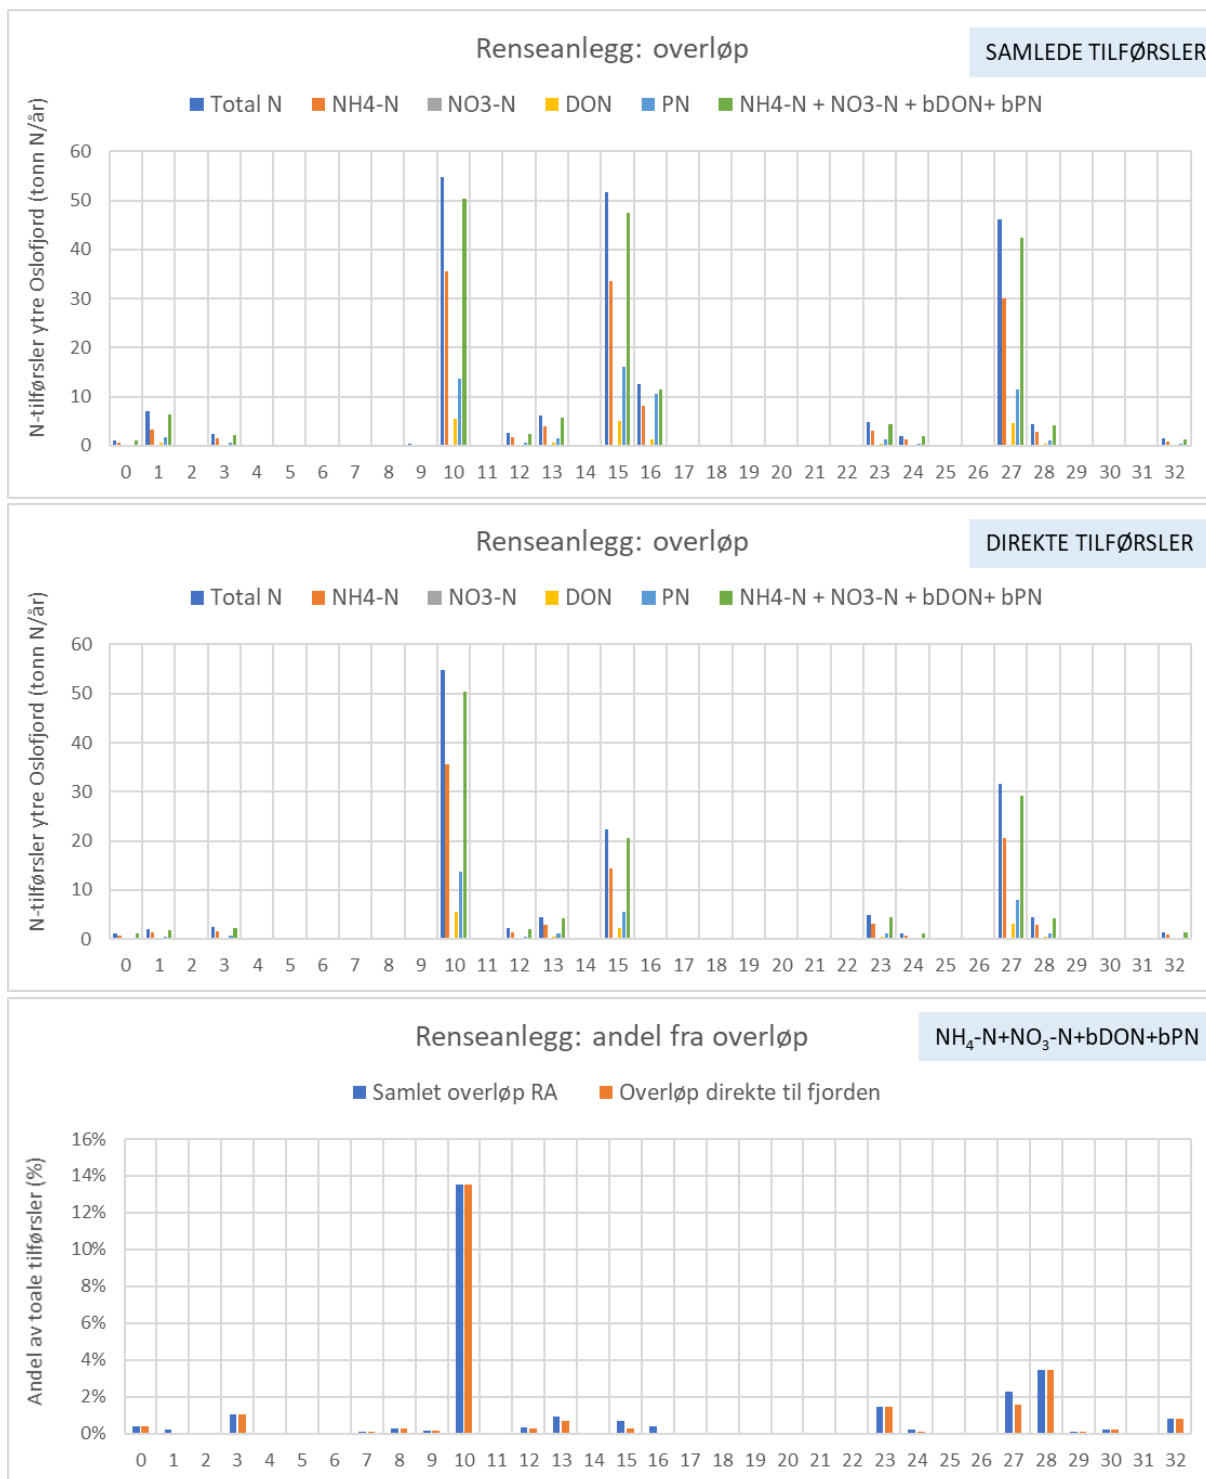 Renseanlegg: overløp
SAMLEDE TILFØRSLER
Total N NH4-N NO3-N DON PN NH4-N + NO3-N + bDON+ bPN
N-tilførsler ytre Oslofjord (tonn N/år)
60
50
40
30
20
10
0
0 1 2 3 4 5 6 7 8 9 10 11 12 13 14 15 16 17 18 19 20 21 22 23 24 25 26 27 28 29 30 31 32
Renseanlegg: overløp
DIREKTE TILFØRSLER
Total N NH4-N NO3-N DON PN NH4-N + NO3-N + bDON+ bPN
N-tilførsler ytre Oslofjord (tonn N/år)
60
50
40
30
20
10
0
0 1 2 3 4 5 6 7 8 9 10 11 12 13 14 15 16 17 18 19 20 21 22 23 24 25 26 27 28 29 30 31 32
Renseanlegg: andel fra overløp
NH₄-N+NO₃-N+bDON+bPN
Samlet overløp RA Overløp direkte til fjorden
Andel av toale tilførsler (%)
16%
14%
12%
10%
8%
6%
4%
2%
0%
0 1 2 3 4 5 6 7 8 9 10 11 12 13 14 15 16 17 18 19 20 21 22 23 24 25 26 27 28 29 30 31 32